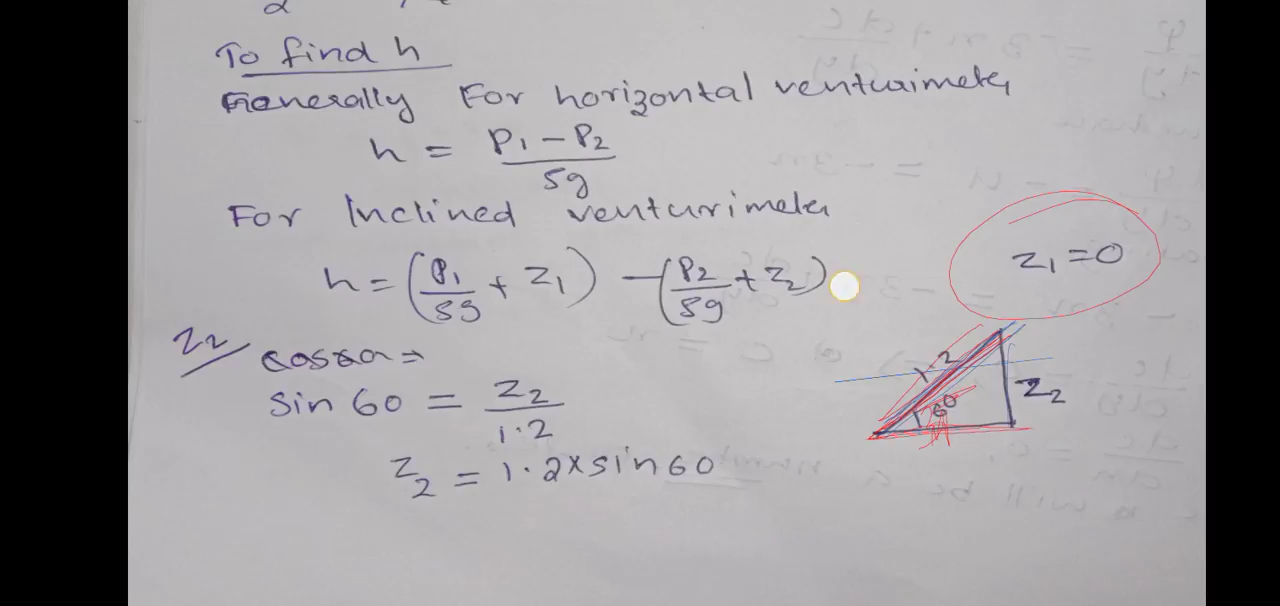 To find h
Generally For horizontal venturimeter
h = P₁ - P₂
ρg
For Inclined venturimeter
h = (P₁/ρg + Z₁) - (P₂/ρg + Z₂)
Z₁ = 0
Z₂
sin 60 = Z₂
1.2
Z₂ = 1.2 × sin 60
1.2
60
Z₂